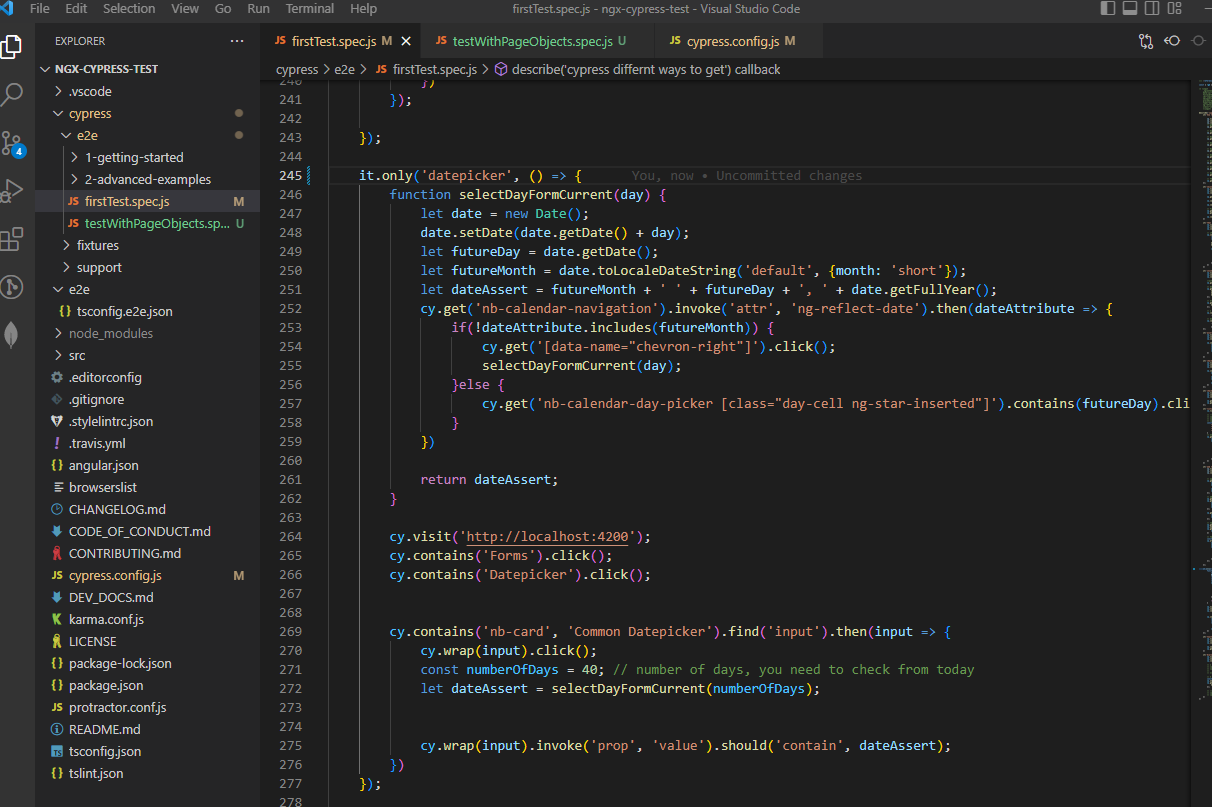 File Edit Selection View Go Run Terminal Help firstTest.spec.js - ngx-cypress-test - Visual Studio Code
EXPLORER ···
NGX-CYPRESS-TEST
.vscode
cypress
e2e
1-getting-started
2-advanced-examples
firstTest.spec.js M
testWithPageObjects.sp... U
fixtures
support
e2e
tsconfig.e2e.json
node_modules
src
.editorconfig
.gitignore
.stylelintrc.json
.travis.yml
angular.json
browserslist
CHANGELOG.md
CODE_OF_CONDUCT.md
CONTRIBUTING.md
cypress.config.js M
DEV_DOCS.md
karma.conf.js
LICENSE
package-lock.json
package.json
protractor.conf.js
README.md
tsconfig.json
tslint.json
4
JS firstTest.spec.js M JS testWithPageObjects.spec.js U JS cypress.config.js M
cypress > e2e > JS firstTest.spec.js > describe('cypress differnt ways to get') callback
240 })
241 });
242
243 });
244
245 it.only('datepicker', () => { You, now • Uncommitted changes
246 function selectDayFormCurrent(day) {
247 let date = new Date();
248 date.setDate(date.getDate() + day);
249 let futureDay = date.getDate();
250 let futureMonth = date.toLocaleDateString('default', {month: 'short'});
251 let dateAssert = futureMonth + ' ' + futureDay + ', ' + date.getFullYear();
252 cy.get('nb-calendar-navigation').invoke('attr', 'ng-reflect-date').then(dateAttribute => {
253 if(!dateAttribute.includes(futureMonth)) {
254 cy.get('[data-name="chevron-right"]').click();
255 selectDayFormCurrent(day);
256 }else {
257 cy.get('nb-calendar-day-picker [class="day-cell ng-star-inserted"]').contains(futureDay).cli
258 }
259 })
260
261 return dateAssert;
262 }
263
264 cy.visit('http://localhost:4200');
265 cy.contains('Forms').click();
266 cy.contains('Datepicker').click();
267
268
269 cy.contains('nb-card', 'Common Datepicker').find('input').then(input => {
270 cy.wrap(input).click();
271 const numberOfDays = 40; // number of days, you need to check from today
272 let dateAssert = selectDayFormCurrent(numberOfDays);
273
274
275 cy.wrap(input).invoke('prop', 'value').should('contain', dateAssert);
276 })
277 });
278